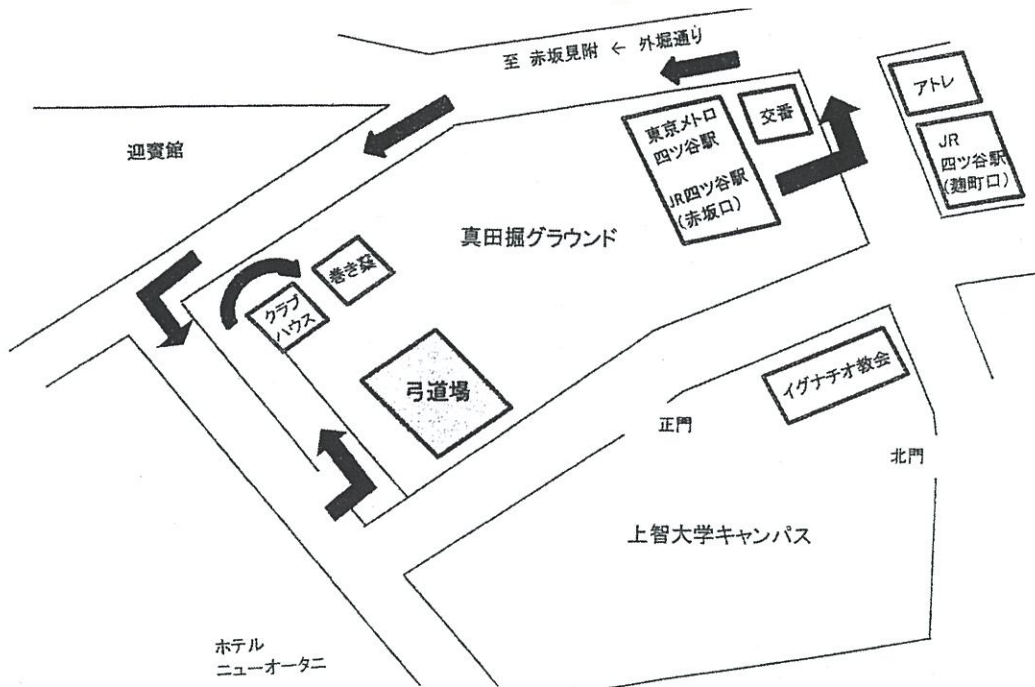 至 赤坂見附 ← 外堀通り
アトレ
迎賓館
東京メトロ
四ツ谷駅
交番
JR
四ツ谷駅
(麹町口)
JR四ツ谷駅
(赤坂口)
真田掘グラウンド
巻き藁
クラブ
ハウス
弓道場
イグナチオ教会
正門
北門
上智大学キャンパス
ホテル
ニューオータニ